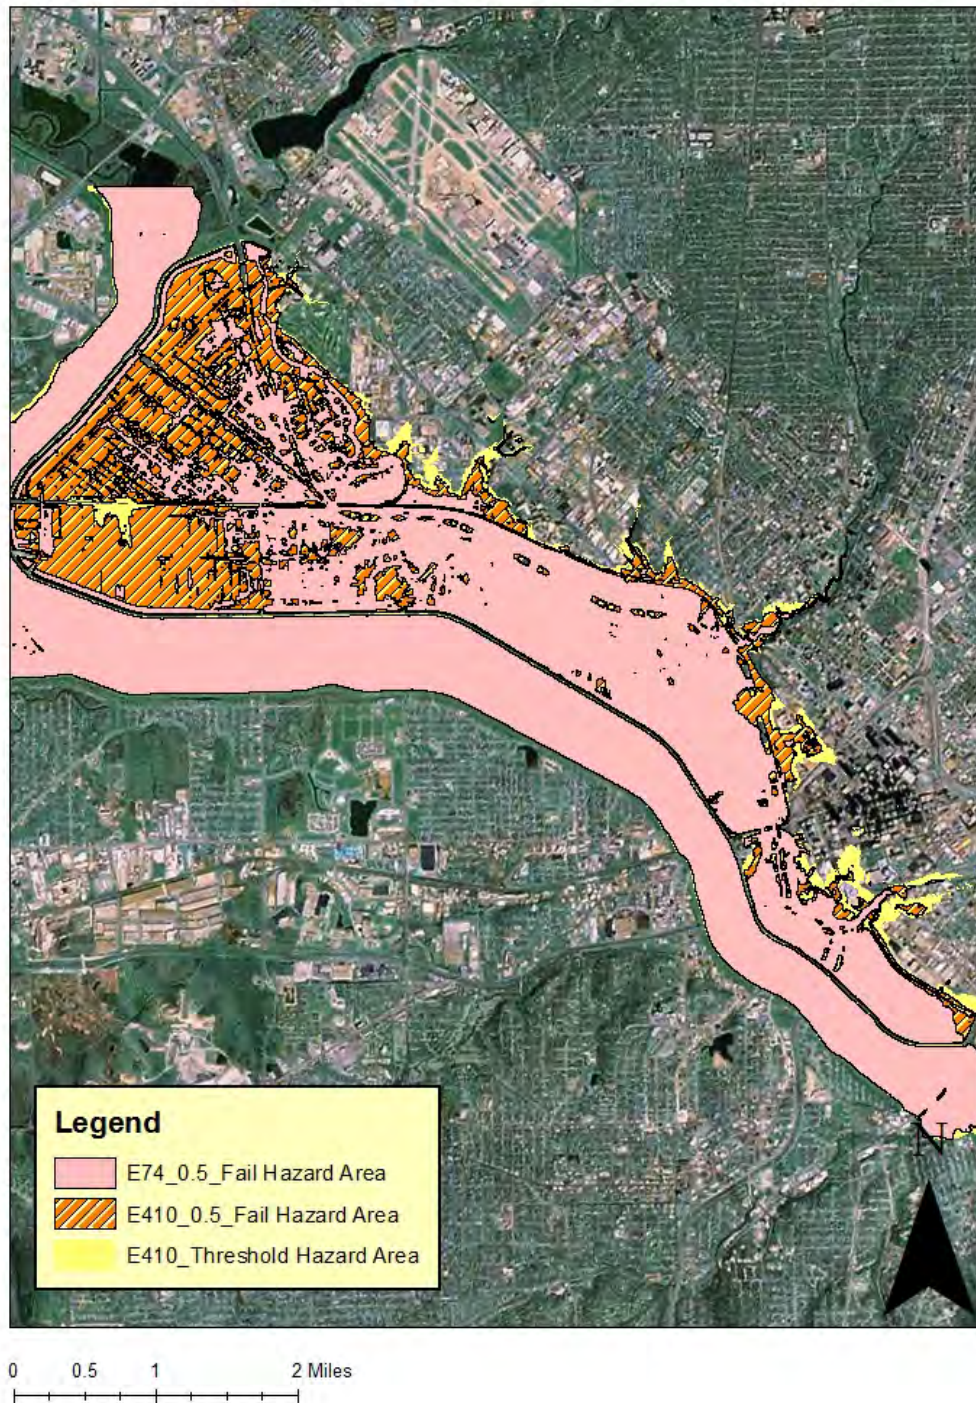 Legend
E74_0.5_Fail Hazard Area
E410_0.5_Fail Hazard Area
E410_Threshold Hazard Area
N
0 0.5 1 2 Miles